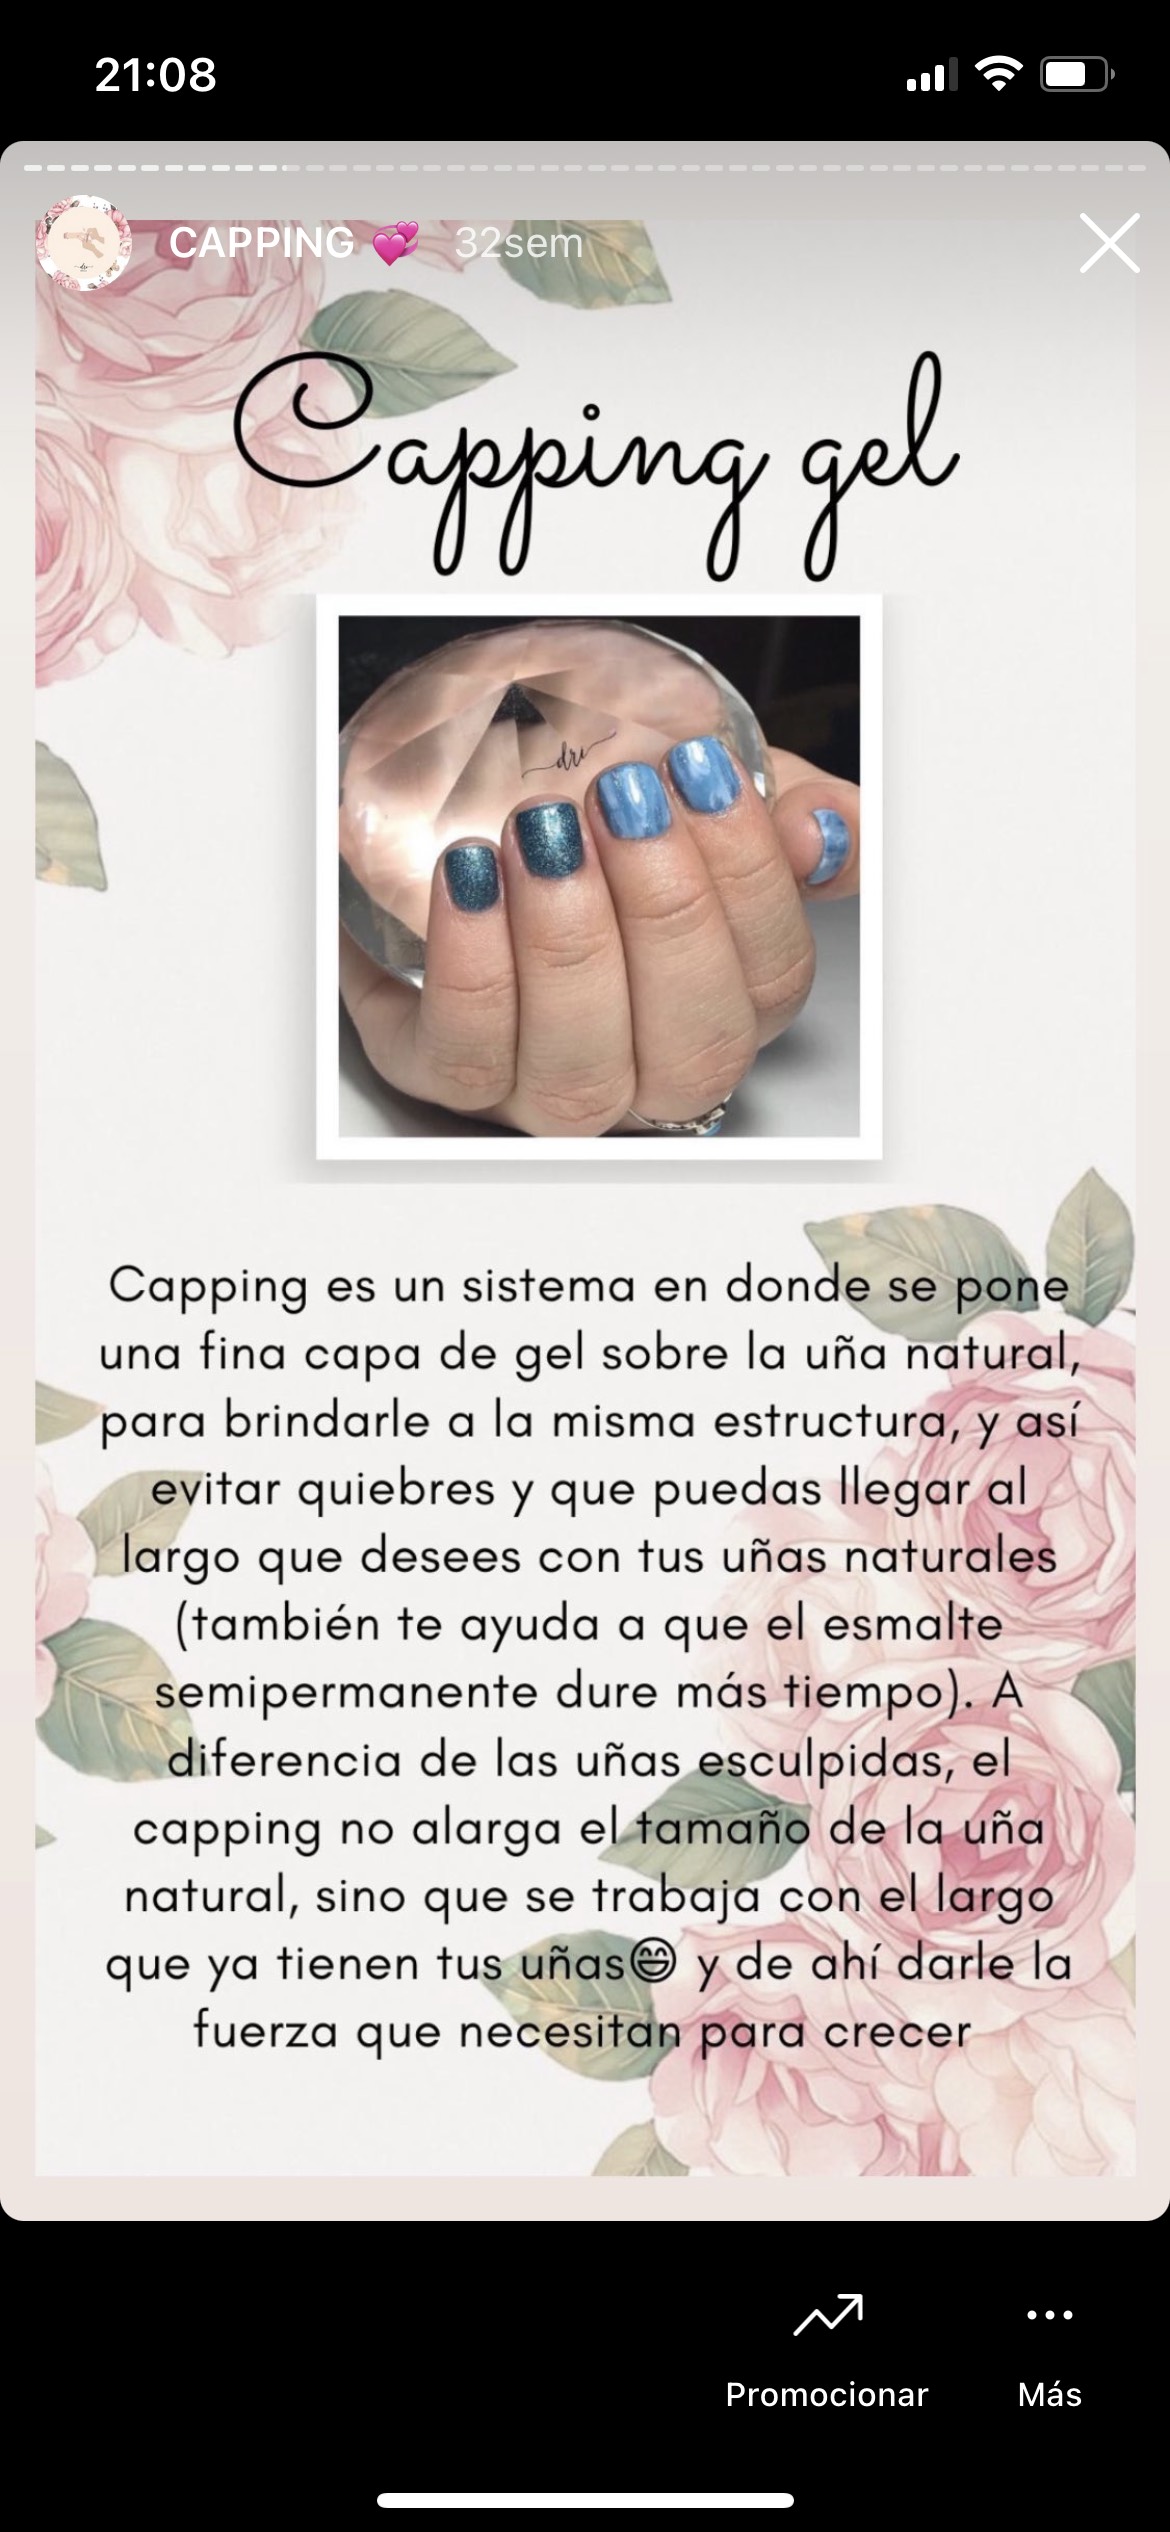 21:08
CAPPING 💞 32sem
Capping gel
dri
Capping es un sistema en donde se pone
una fina capa de gel sobre la uña natural,
para brindarle a la misma estructura, y así
evitar quiebres y que puedas llegar al
largo que desees con tus uñas naturales
(también te ayuda a que el esmalte
semipermanente dure más tiempo). A
diferencia de las uñas esculpidas, el
capping no alarga el tamaño de la uña
natural, sino que se trabaja con el largo
que ya tienen tus uñas😄 y de ahí darle la
fuerza que necesitan para crecer
Promocionar
Más